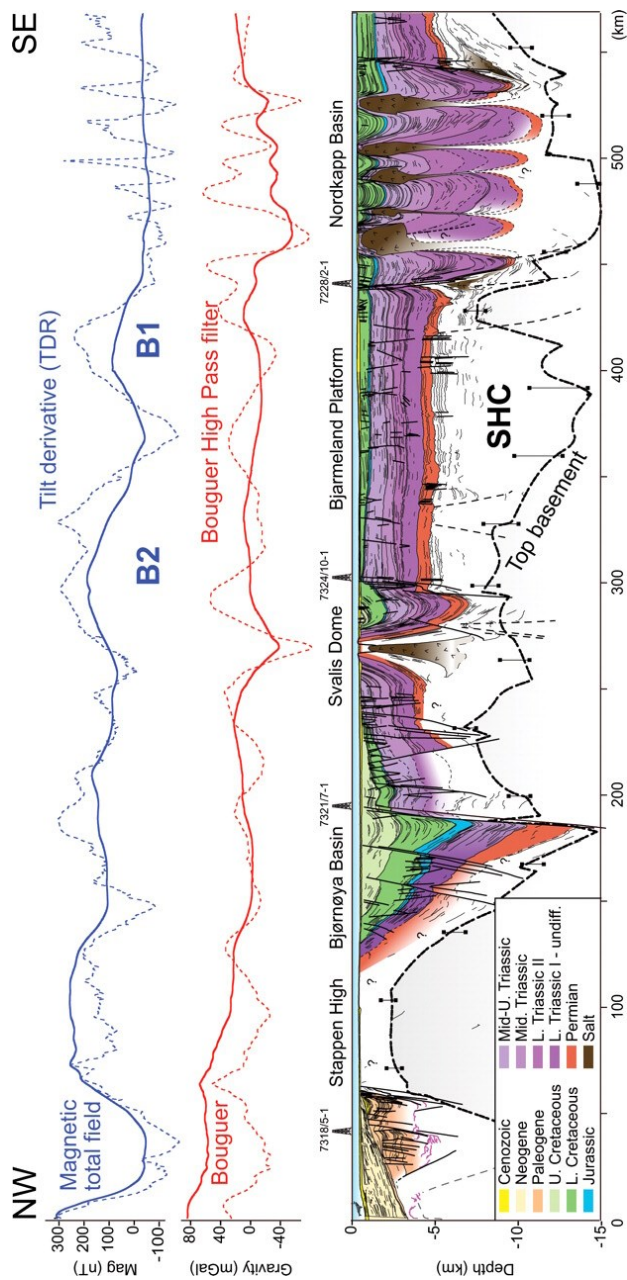 NW
SE
Mag (nT)
300
200
100
0
-100
Magnetic
total field
Tilt derivative (TDR)
B2
B1
Gravity (mGal)
80
40
0
-40
Bouguer
Bouguer High Pass filter
Stappen High
Bjørnøya Basin
Svalis Dome
Bjarmeland Platform
Nordkapp Basin
7318/5-1
7321/7-1
7324/10-1
7228/2-1
Depth (km)
0
-5
-10
-15
?
?
?
?
?
?
SHC
Top basement
Cenozoic
Neogene
Paleogene
U. Cretaceous
L. Cretaceous
Jurassic
Mid-U. Triassic
Mid. Triassic
L. Triassic II
L. Triassic I - undiff.
Permian
Salt
0
100
200
300
400
500
(km)